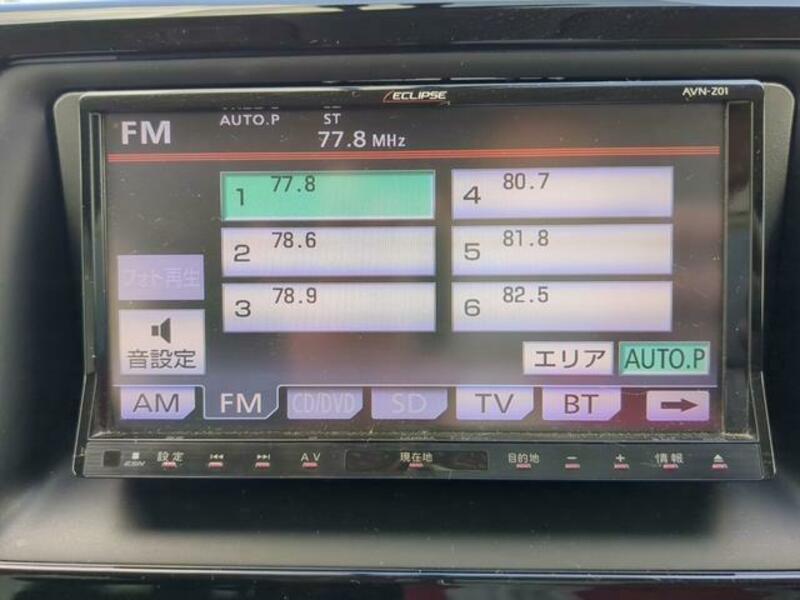 ECLIPSE AVN-Z01
FM AUTO.P ST
77.8 MHz
1 77.8
4 80.7
2 78.6
5 81.8
3 78.9
6 82.5
フォト再生
音設定
エリア AUTO.P
AM FM CD/DVD SD TV BT
ESN 設定 AV 現在地 目的地 − + 情報